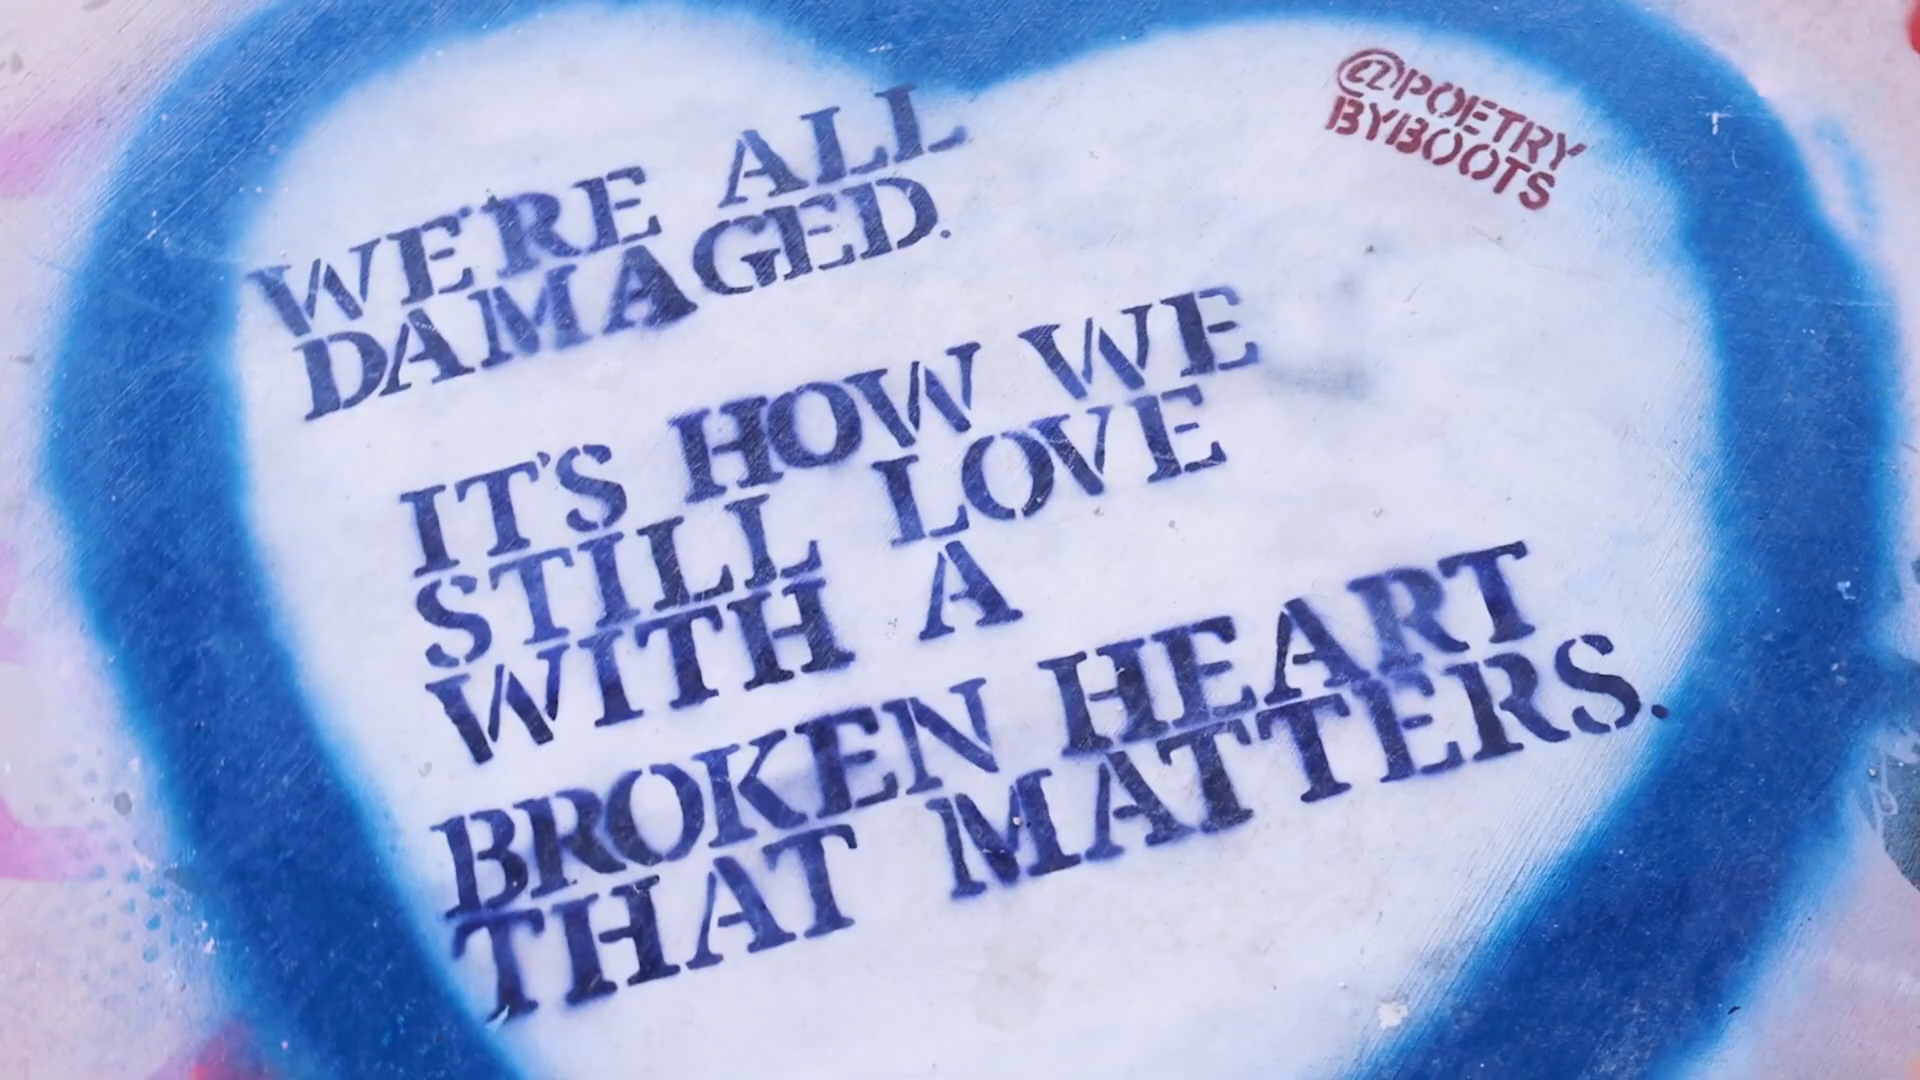 WE'RE ALL
DAMAGED.
IT'S HOW WE
STILL LOVE
WITH A
BROKEN HEART
THAT MATTERS.
@POETRY
BYBOOTS